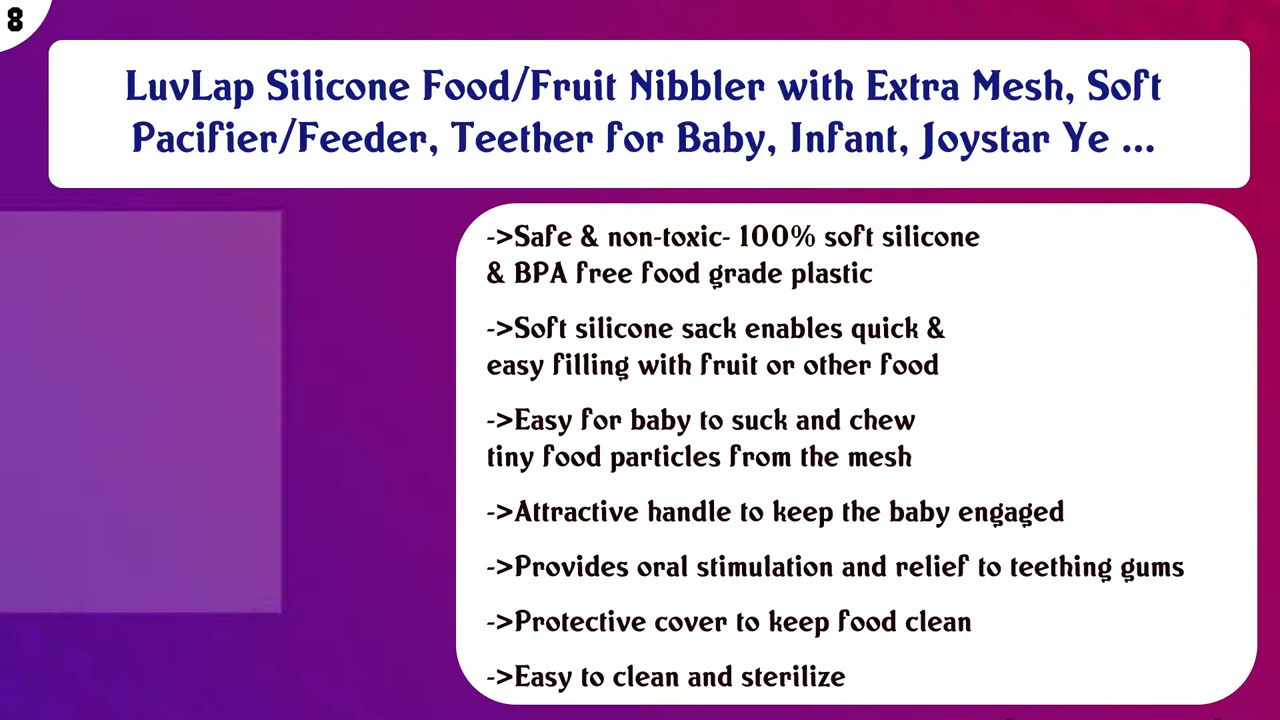 8
LuvLap Silicone Food/Fruit Nibbler with Extra Mesh, Soft
Pacifier/Feeder, Teether for Baby, Infant, Joystar Ye ...
->Safe & non-toxic- 100% soft silicone
& BPA free food grade plastic
->Soft silicone sack enables quick &
easy filling with fruit or other food
->Easy for baby to suck and chew
tiny food particles from the mesh
->Attractive handle to keep the baby engaged
->Provides oral stimulation and relief to teething gums
->Protective cover to keep food clean
->Easy to clean and sterilize